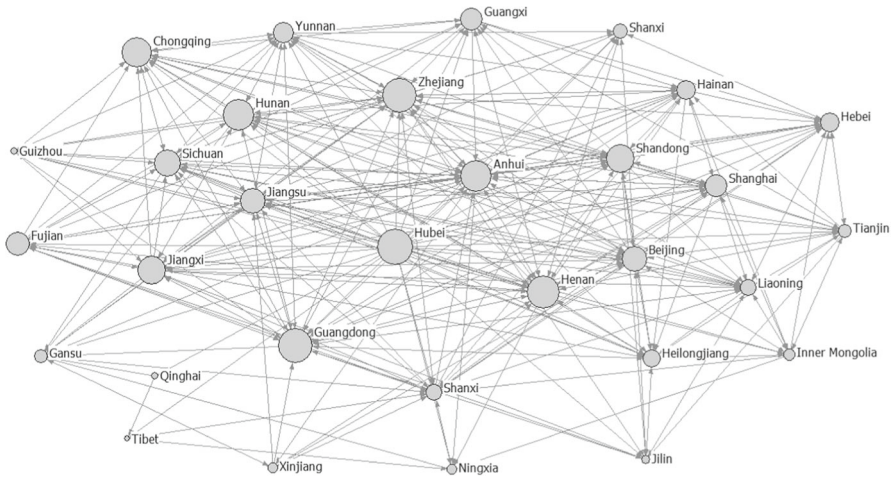 Guangxi
Yunnan
Shanxi
Chongqing
Zhejiang
Hainan
Hunan
Hebei
Guizhou
Sichuan
Anhui
Shandong
Shanghai
Jiangsu
Tianjin
Fujian
Hubei
Jiangxi
Beijing
Henan
Liaoning
Guangdong
Gansu
Heilongjiang
Inner Mongolia
Qinghai
Shanxi
Tibet
Xinjiang
Ningxia
Jilin